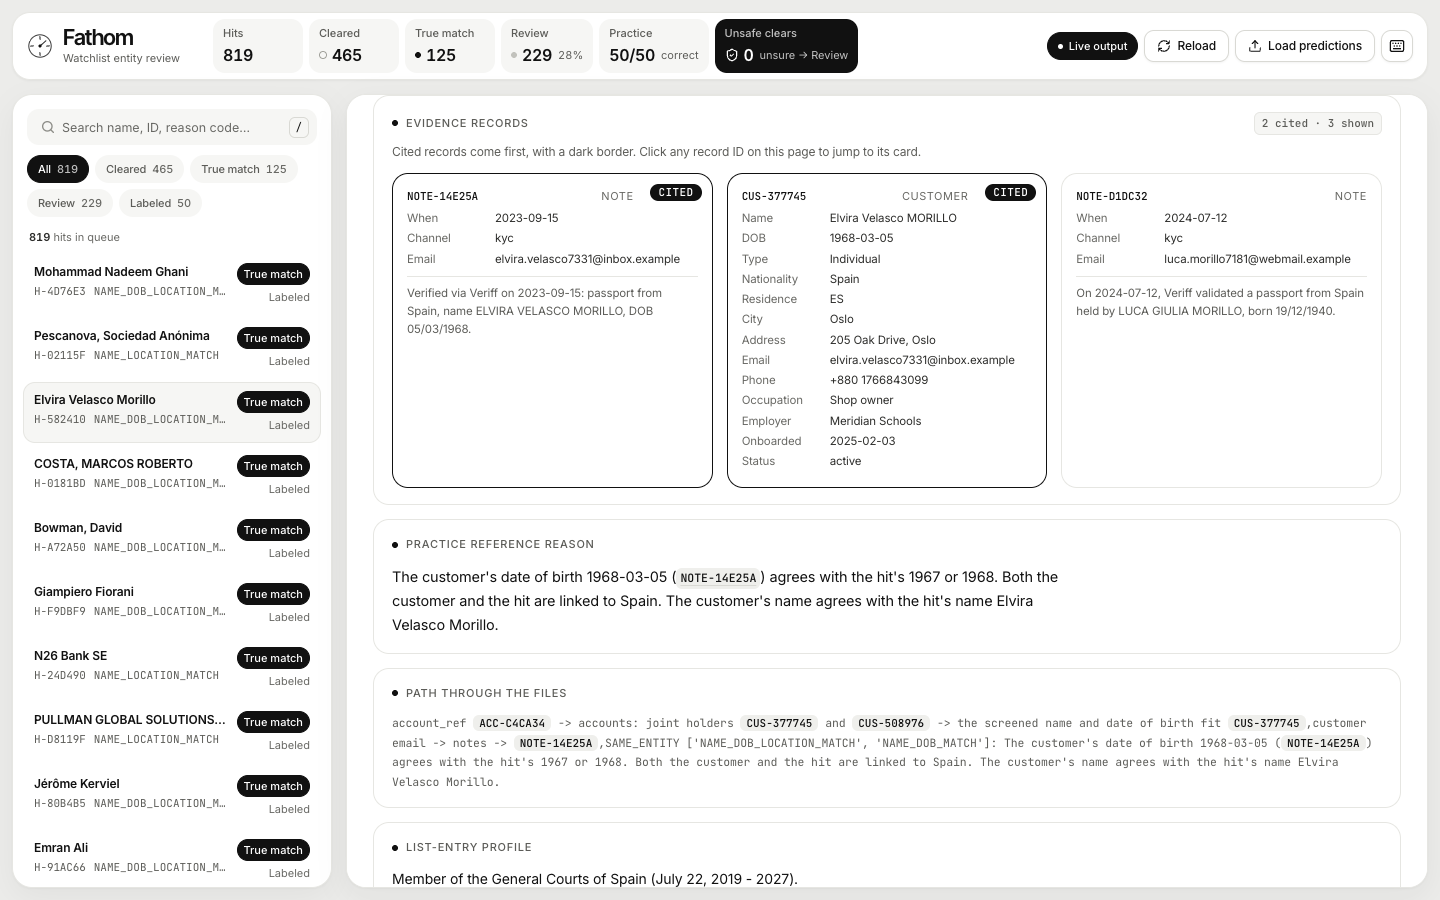 Fathom
Watchlist entity review
Hits
819
Cleared
465
True match
125
Review
229 28%
Practice
50/50 correct
Unsafe clears
0 unsure → Review
Live output
Reload
Load predictions
Search name, ID, reason code... /
All 819
Cleared 465
True match 125
Review 229
Labeled 50
819 hits in queue
Mohammad Nadeem Ghani True match
H-4D76E3 NAME_DOB_LOCATION_M… Labeled
Pescanova, Sociedad Anónima True match
H-02115F NAME_LOCATION_MATCH Labeled
Elvira Velasco Morillo True match
H-582410 NAME_DOB_LOCATION_M… Labeled
COSTA, MARCOS ROBERTO True match
H-0181BD NAME_DOB_LOCATION_M… Labeled
Bowman, David True match
H-A72A50 NAME_DOB_LOCATION_M… Labeled
Giampiero Fiorani True match
H-F9DBF9 NAME_DOB_LOCATION_M… Labeled
N26 Bank SE True match
H-24D490 NAME_LOCATION_MATCH Labeled
PULLMAN GLOBAL SOLUTIONS… True match
H-D8119F NAME_LOCATION_MATCH Labeled
Jérôme Kerviel True match
H-80B4B5 NAME_DOB_LOCATION_M… Labeled
Emran Ali True match
H-91AC66 NAME_DOB_LOCATION_M… Labeled
EVIDENCE RECORDS 2 cited · 3 shown
Cited records come first, with a dark border. Click any record ID on this page to jump to its card.
NOTE-14E25A NOTE CITED
When 2023-09-15
Channel kyc
Email elvira.velasco7331@inbox.example
Verified via Veriff on 2023-09-15: passport from
Spain, name ELVIRA VELASCO MORILLO, DOB
05/03/1968.
CUS-377745 CUSTOMER CITED
Name Elvira Velasco MORILLO
DOB 1968-03-05
Type Individual
Nationality Spain
Residence ES
City Oslo
Address 205 Oak Drive, Oslo
Email elvira.velasco7331@inbox.example
Phone +880 1766843099
Occupation Shop owner
Employer Meridian Schools
Onboarded 2025-02-03
Status active
NOTE-D1DC32 NOTE
When 2024-07-12
Channel kyc
Email luca.morillo7181@webmail.example
On 2024-07-12, Veriff validated a passport from Spain
held by LUCA GIULIA MORILLO, born 19/12/1940.
PRACTICE REFERENCE REASON
The customer's date of birth 1968-03-05 (NOTE-14E25A) agrees with the hit's 1967 or 1968. Both the
customer and the hit are linked to Spain. The customer's name agrees with the hit's name Elvira
Velasco Morillo.
PATH THROUGH THE FILES
account_ref ACC-C4CA34 -> accounts: joint holders CUS-377745 and CUS-508976 -> the screened name and date of birth fit CUS-377745,customer
email -> notes -> NOTE-14E25A,SAME_ENTITY ['NAME_DOB_LOCATION_MATCH', 'NAME_DOB_MATCH']: The customer's date of birth 1968-03-05 (NOTE-14E25A)
agrees with the hit's 1967 or 1968. Both the customer and the hit are linked to Spain. The customer's name agrees with the hit's name Elvira
Velasco Morillo.
LIST-ENTRY PROFILE
Member of the General Courts of Spain (July 22, 2019 - 2027).